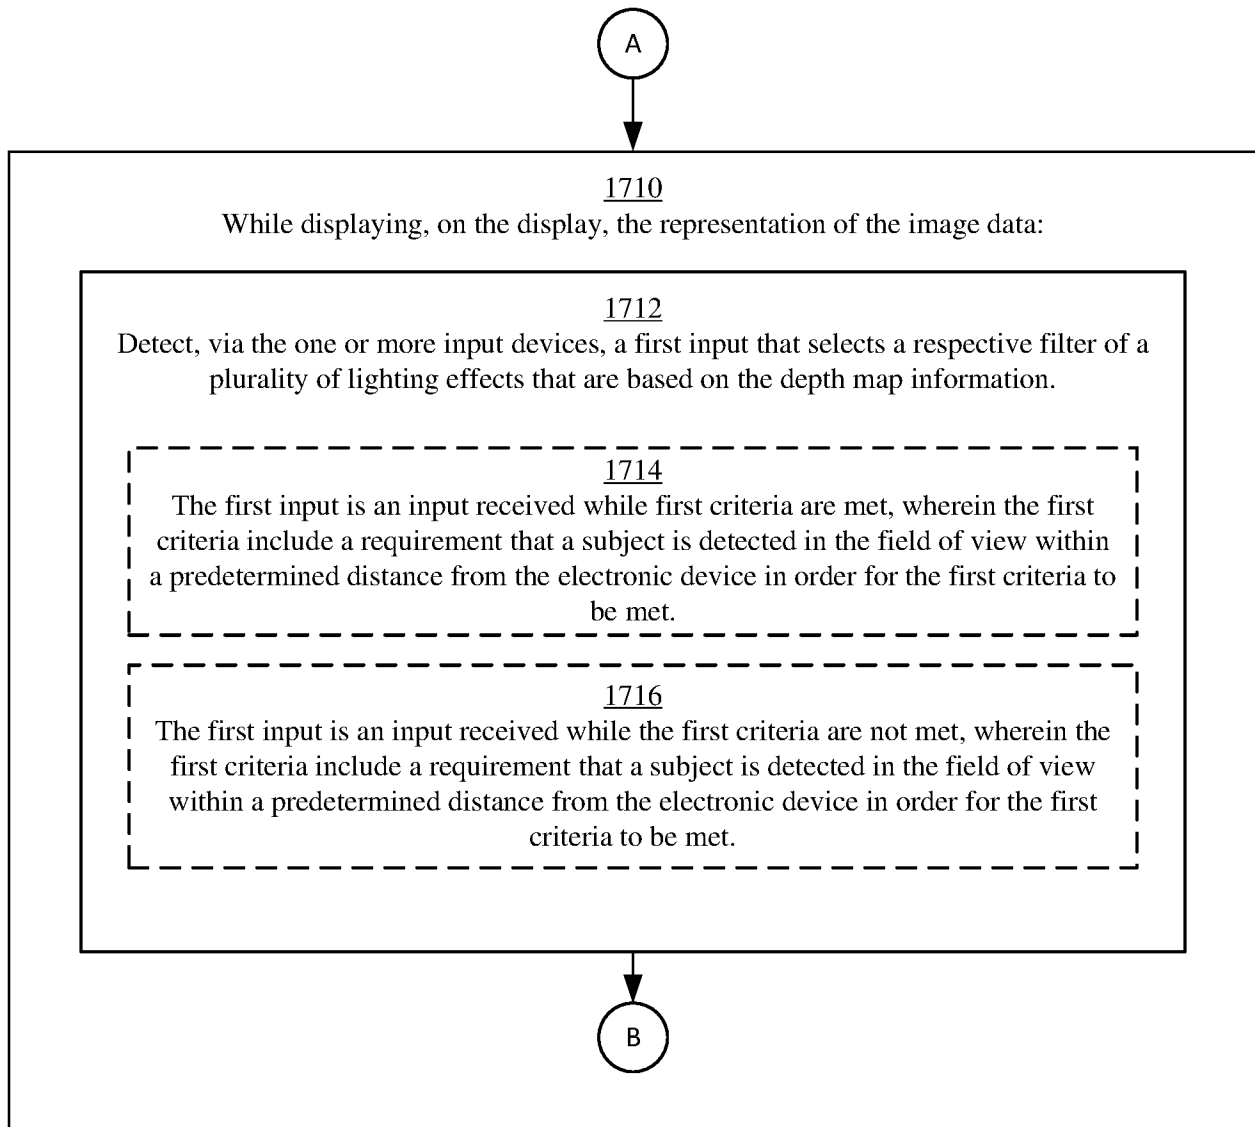 A
1710
While displaying, on the display, the representation of the image data:
1712
Detect, via the one or more input devices, a first input that selects a respective filter of a
plurality of lighting effects that are based on the depth map information.
1714
The first input is an input received while first criteria are met, wherein the first
criteria include a requirement that a subject is detected in the field of view within
a predetermined distance from the electronic device in order for the first criteria to
be met.
1716
The first input is an input received while the first criteria are not met, wherein the
first criteria include a requirement that a subject is detected in the field of view
within a predetermined distance from the electronic device in order for the first
criteria to be met.
B